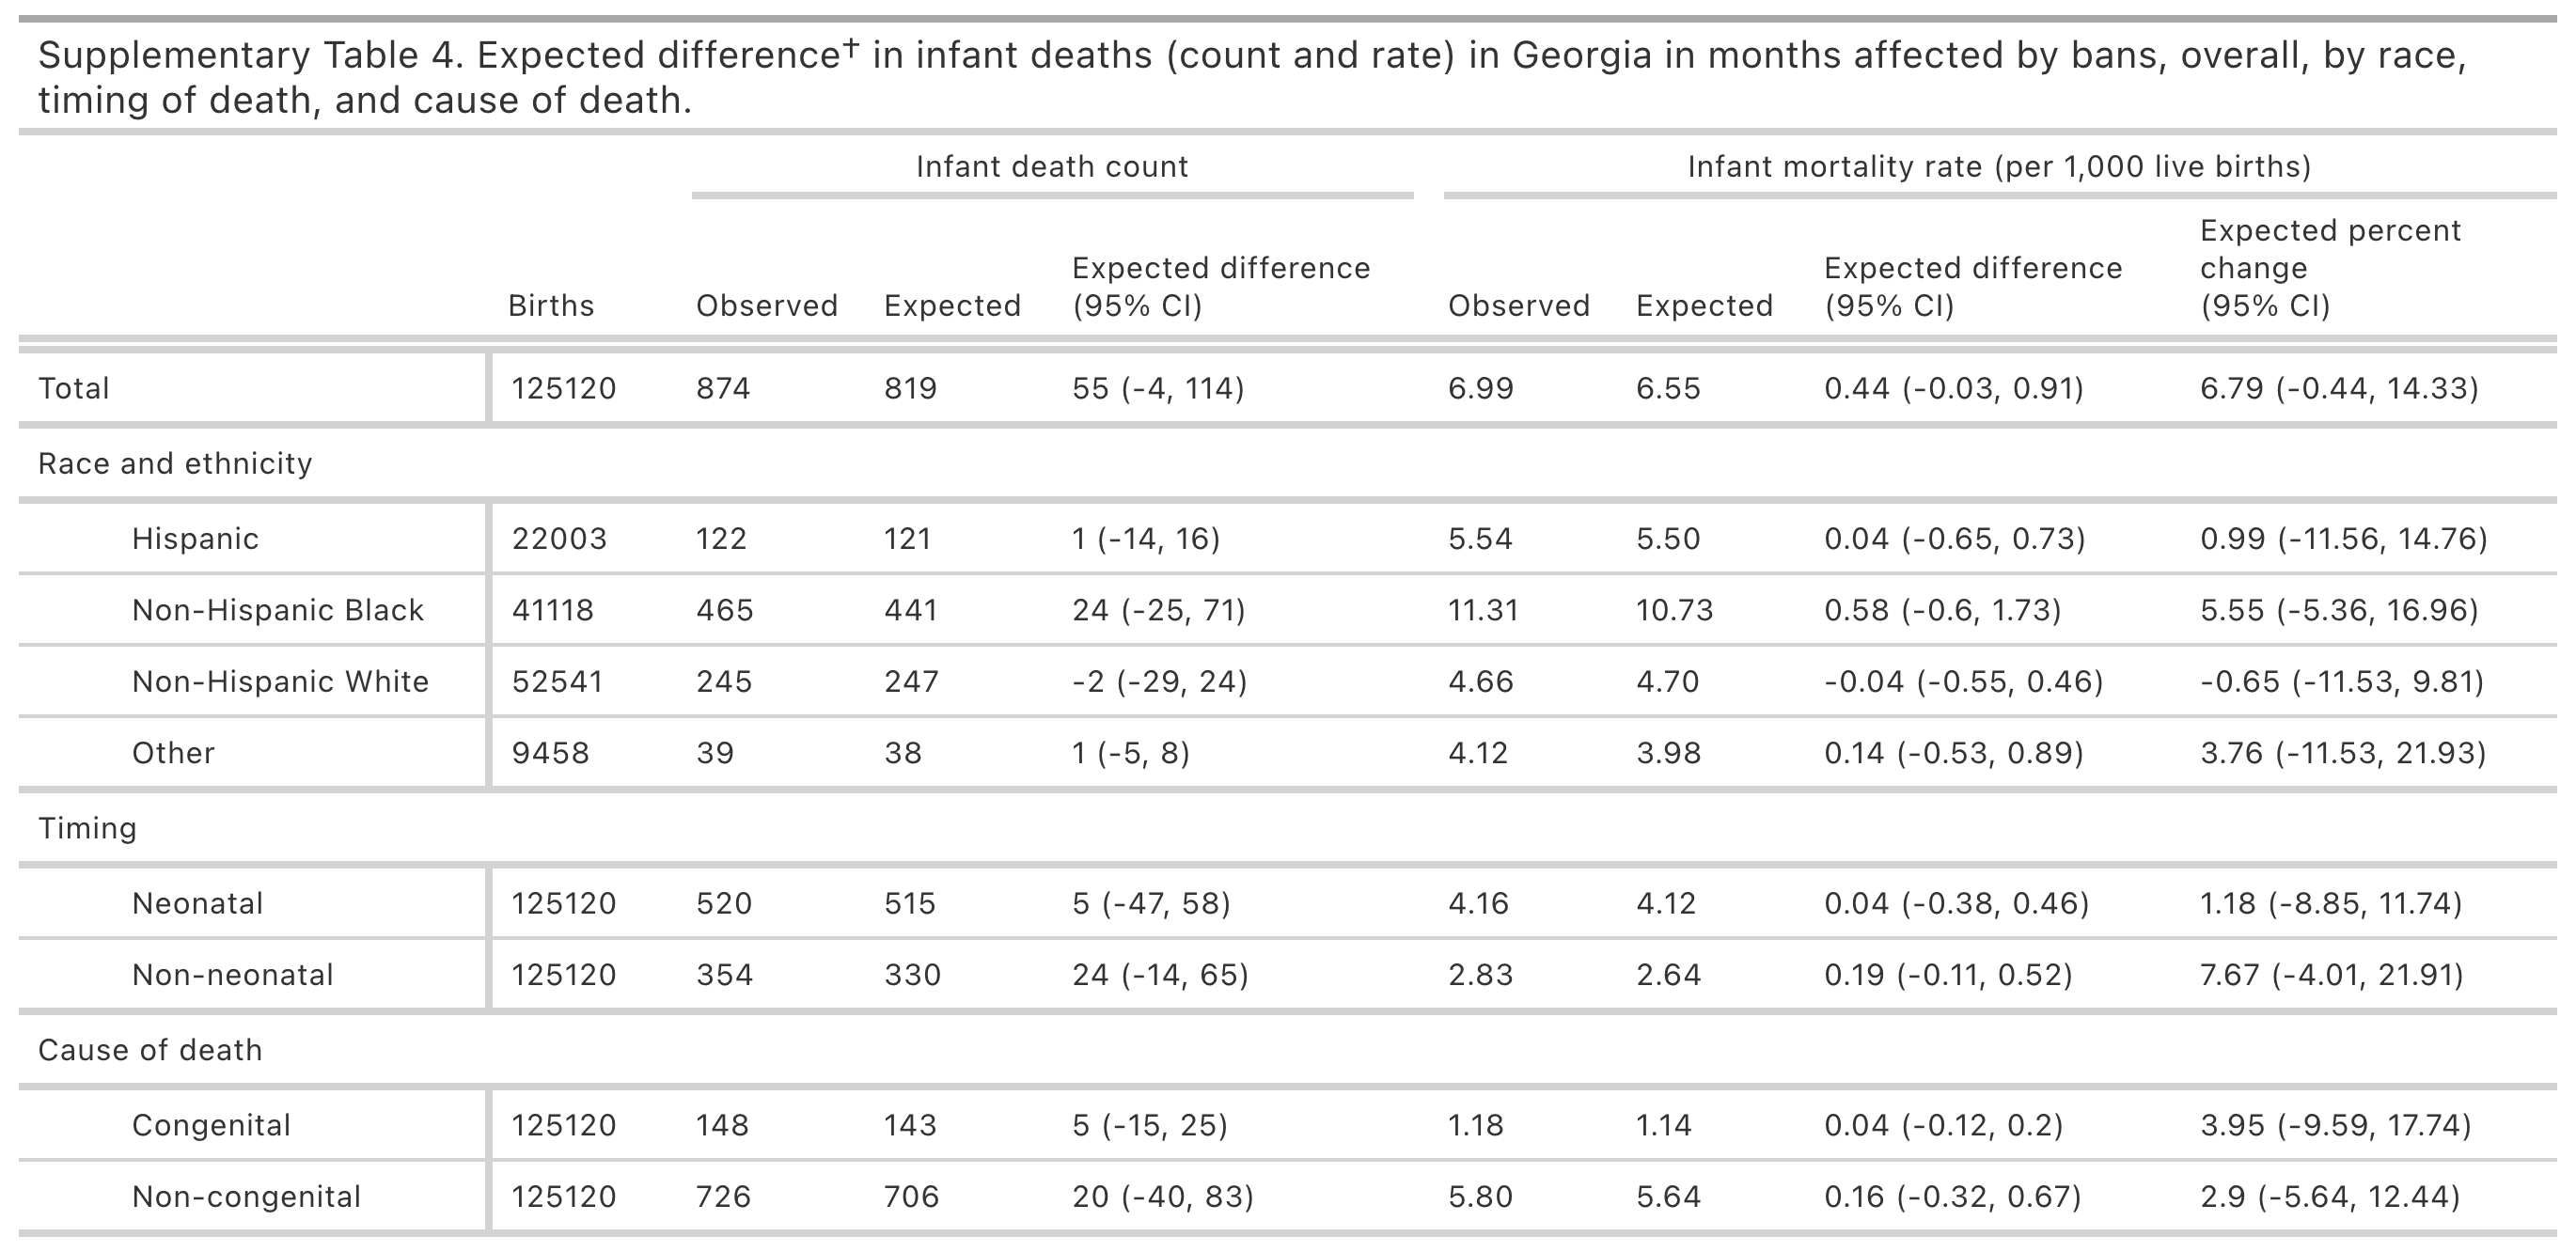 Supplementary Table 4. Expected difference† in infant deaths (count and rate) in Georgia in months affected by bans, overall, by race,
timing of death, and cause of death.
Infant death count Infant mortality rate (per 1,000 live births)
Births Observed Expected Expected difference (95% CI) Observed Expected Expected difference (95% CI) Expected percent change (95% CI)
Total 125120 874 819 55 (-4, 114) 6.99 6.55 0.44 (-0.03, 0.91) 6.79 (-0.44, 14.33)
Race and ethnicity
Hispanic 22003 122 121 1 (-14, 16) 5.54 5.50 0.04 (-0.65, 0.73) 0.99 (-11.56, 14.76)
Non-Hispanic Black 41118 465 441 24 (-25, 71) 11.31 10.73 0.58 (-0.6, 1.73) 5.55 (-5.36, 16.96)
Non-Hispanic White 52541 245 247 -2 (-29, 24) 4.66 4.70 -0.04 (-0.55, 0.46) -0.65 (-11.53, 9.81)
Other 9458 39 38 1 (-5, 8) 4.12 3.98 0.14 (-0.53, 0.89) 3.76 (-11.53, 21.93)
Timing
Neonatal 125120 520 515 5 (-47, 58) 4.16 4.12 0.04 (-0.38, 0.46) 1.18 (-8.85, 11.74)
Non-neonatal 125120 354 330 24 (-14, 65) 2.83 2.64 0.19 (-0.11, 0.52) 7.67 (-4.01, 21.91)
Cause of death
Congenital 125120 148 143 5 (-15, 25) 1.18 1.14 0.04 (-0.12, 0.2) 3.95 (-9.59, 17.74)
Non-congenital 125120 726 706 20 (-40, 83) 5.80 5.64 0.16 (-0.32, 0.67) 2.9 (-5.64, 12.44)